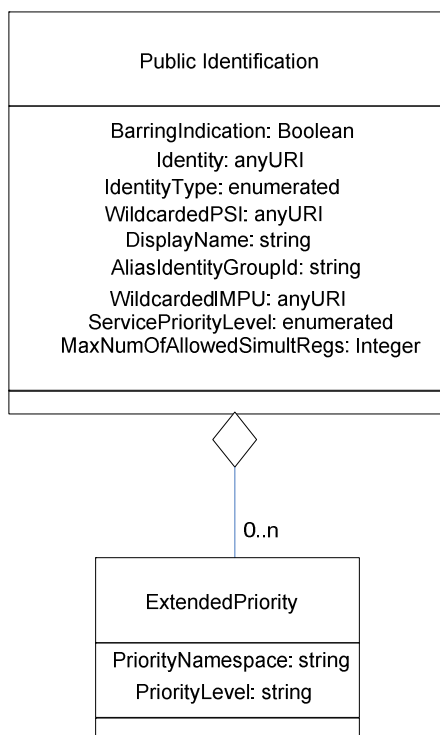 Public Identification
BarringIndication: Boolean
Identity: anyURI
IdentityType: enumerated
WildcardedPSI: anyURI
DisplayName: string
AliasIdentityGroupId: string
WildcardedIMPU: anyURI
ServicePriorityLevel: enumerated
MaxNumOfAllowedSimultRegs: Integer
0..n
ExtendedPriority
PriorityNamespace: string
PriorityLevel: string